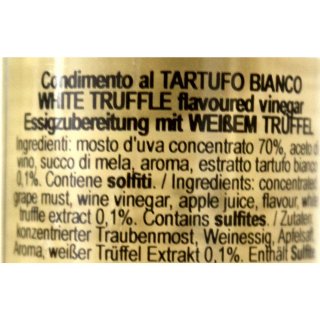 Condimento al TARTUFO BIANCO
WHITE TRUFFLE flavoured vinegar
Essigzubereitung mit WEIßEM TRÜFFEL
Ingredienti: mosto d'uva concentrato 70%, aceto di
vino, succo di mela, aroma, estratto tartufo bianco
0,1%. Contiene solfiti. / Ingredients: concentrated
grape must, wine vinegar, apple juice, flavour, white
truffle extract 0,1%. Contains sulfites. / Zutaten:
konzentrierter Traubenmost, Weinessig, Apfelsaft,
Aroma, weißer Trüffel Extrakt 0,1%. Enthält Sulfite